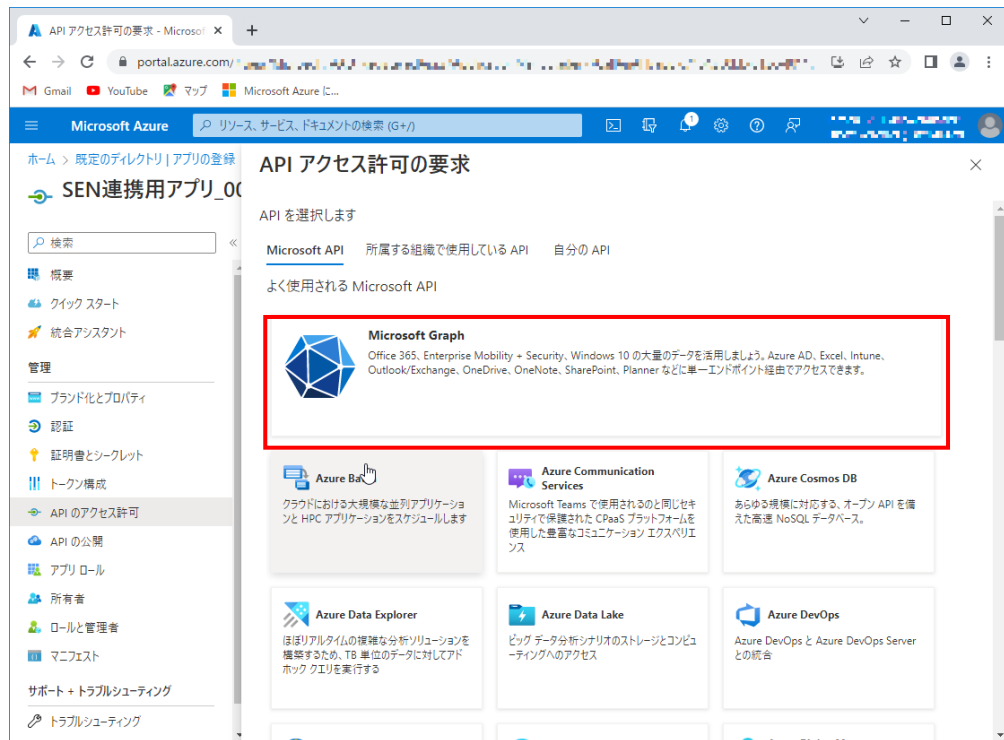 API アクセス許可の要求 - Microsof
portal.azure.com/
Gmail
YouTube
マップ
Microsoft Azure に...
Microsoft Azure
リソース、サービス、ドキュメントの検索 (G+/)
1
ホーム > 既定のディレクトリ | アプリの登録
SEN連携用アプリ_00
検索
概要
クイック スタート
統合アシスタント
管理
ブランド化とプロパティ
認証
証明書とシークレット
トークン構成
API のアクセス許可
API の公開
アプリ ロール
所有者
ロールと管理者
マニフェスト
サポート + トラブルシューティング
トラブルシューティング
API アクセス許可の要求
API を選択します
Microsoft API
所属する組織で使用している API
自分の API
よく使用される Microsoft API
Microsoft Graph
Office 365、Enterprise Mobility + Security、Windows 10 の大量のデータを活用しましょう。Azure AD、Excel、Intune、
Outlook/Exchange、OneDrive、OneNote、SharePoint、Planner などに単一エンドポイント経由でアクセスできます。
Azure Ba
クラウドにおける大規模な並列アプリケーショ
ンと HPC アプリケーションをスケジュールします
Azure Communication
Services
Microsoft Teams で使用されるのと同じセキ
ュリティで保護された CPaaS プラットフォームを
使用した豊富なコミュニケーション エクスペリエ
ンス
Azure Cosmos DB
あらゆる規模に対応する、オープン API を備
えた高速 NoSQL データベース。
Azure Data Explorer
ほぼリアルタイムの複雑な分析ソリューションを
構築するため、TB 単位のデータに対してアド
ホック クエリを実行する
Azure Data Lake
ビッグ データ分析シナリオのストレージとコンピュ
ーティングへのアクセス
Azure DevOps
Azure DevOps と Azure DevOps Server
との統合